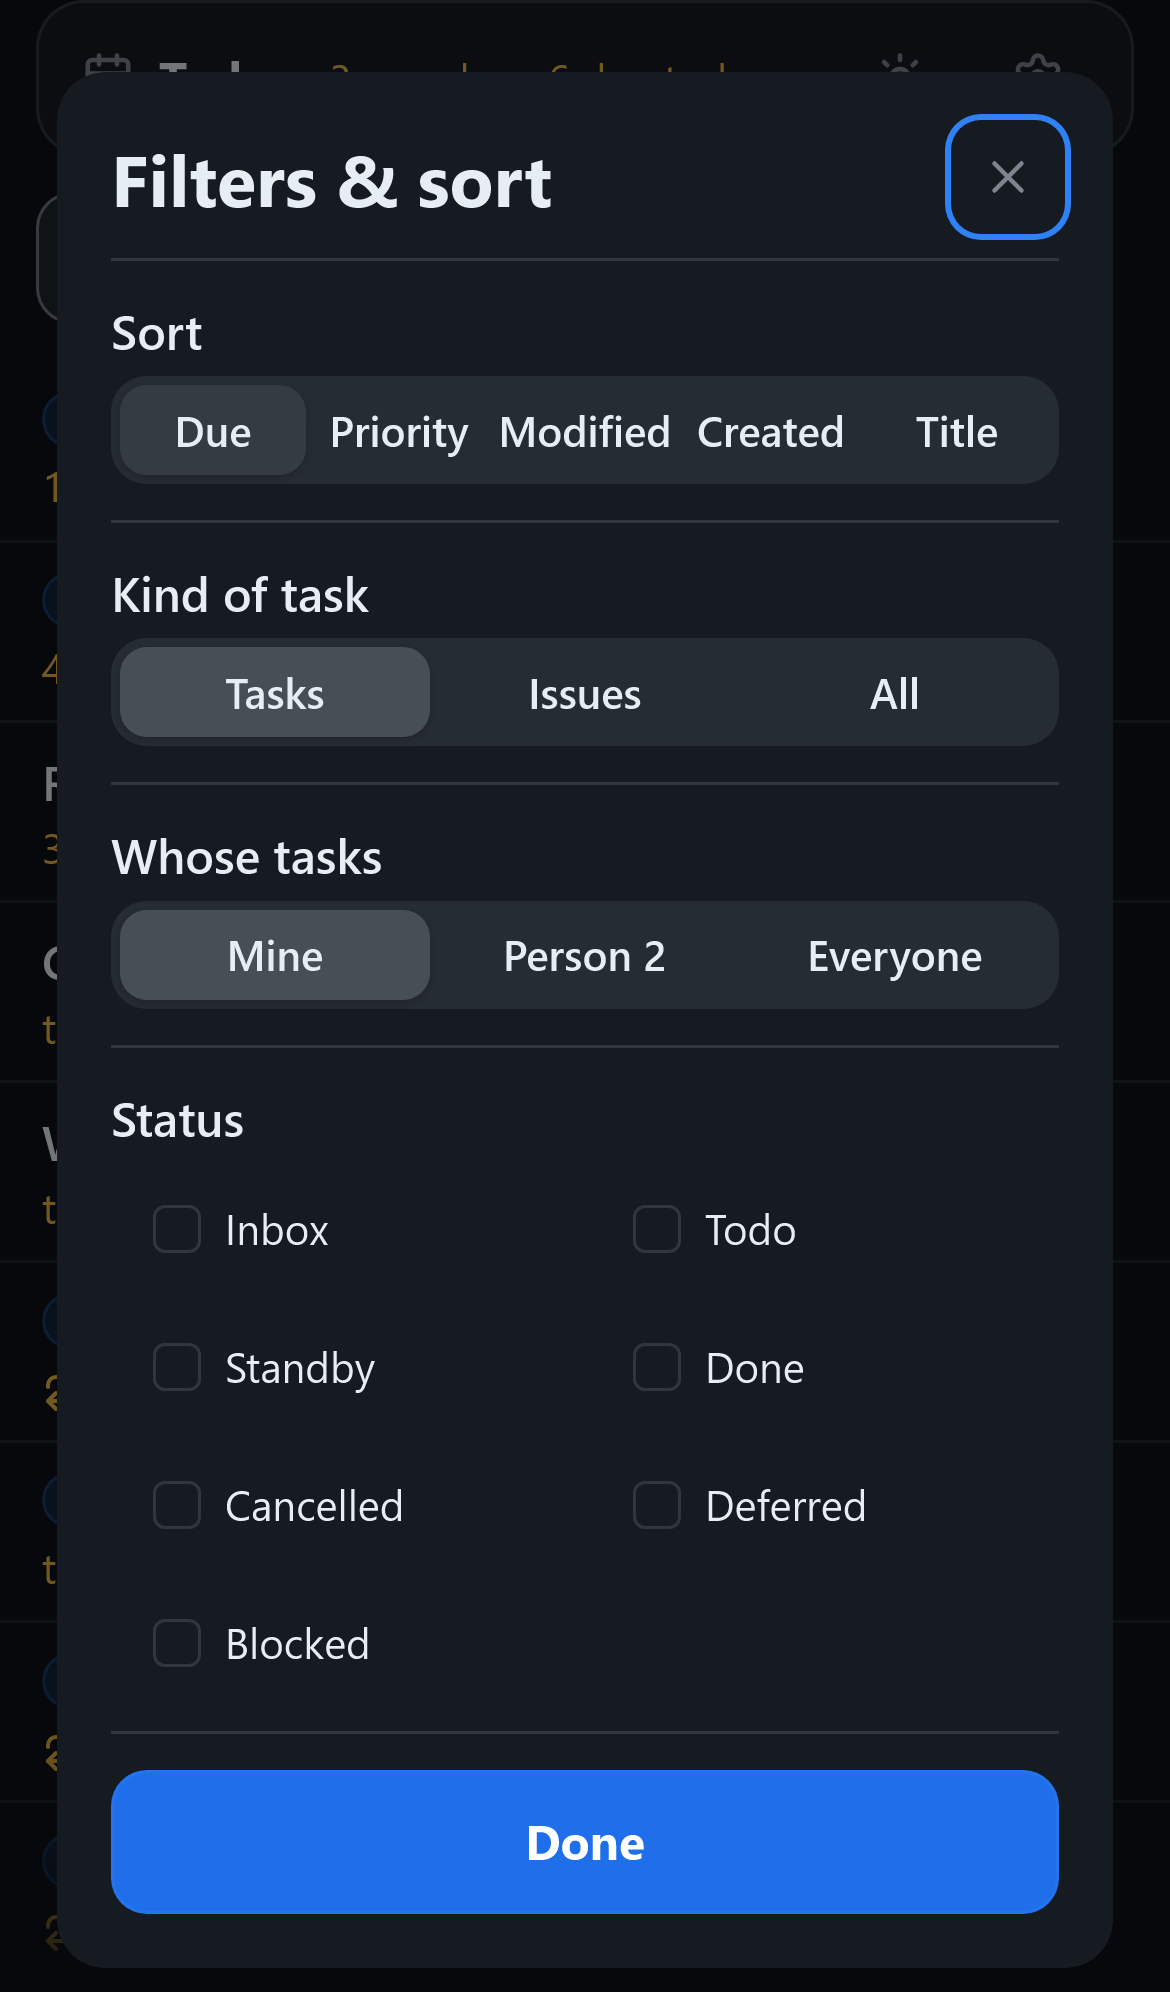 Filters & sort
Sort
Due Priority Modified Created Title
Kind of task
Tasks Issues All
Whose tasks
Mine Person 2 Everyone
Status
Inbox Todo
Standby Done
Cancelled Deferred
Blocked
Done